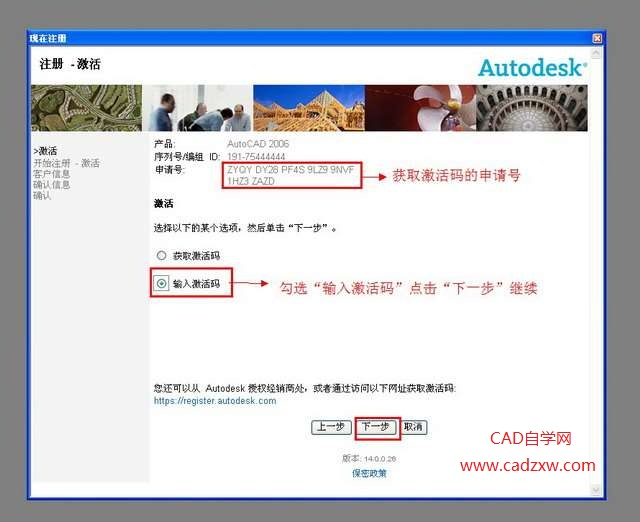 现在注册
注册 - 激活
Autodesk®
>激活
开始注册 - 激活
客户信息
确认信息
确认
产品: AutoCAD 2006
序列号/编组 ID: 191-75444444
申请号: ZYQY DY26 PF4S 9LZ9 9NVF
1HZ3 ZAZD
获取激活码的申请号
激活
选择以下的某个选项，然后单击“下一步”。
获取激活码
输入激活码
勾选“输入激活码”点击“下一步”继续
您还可以从 Autodesk 授权经销商处，或者通过访问以下网址获取激活码:
https://register.autodesk.com
上一步 下一步 取消
CAD自学网
版本: 14.0.0.26
www.cadzxw.com
保密政策